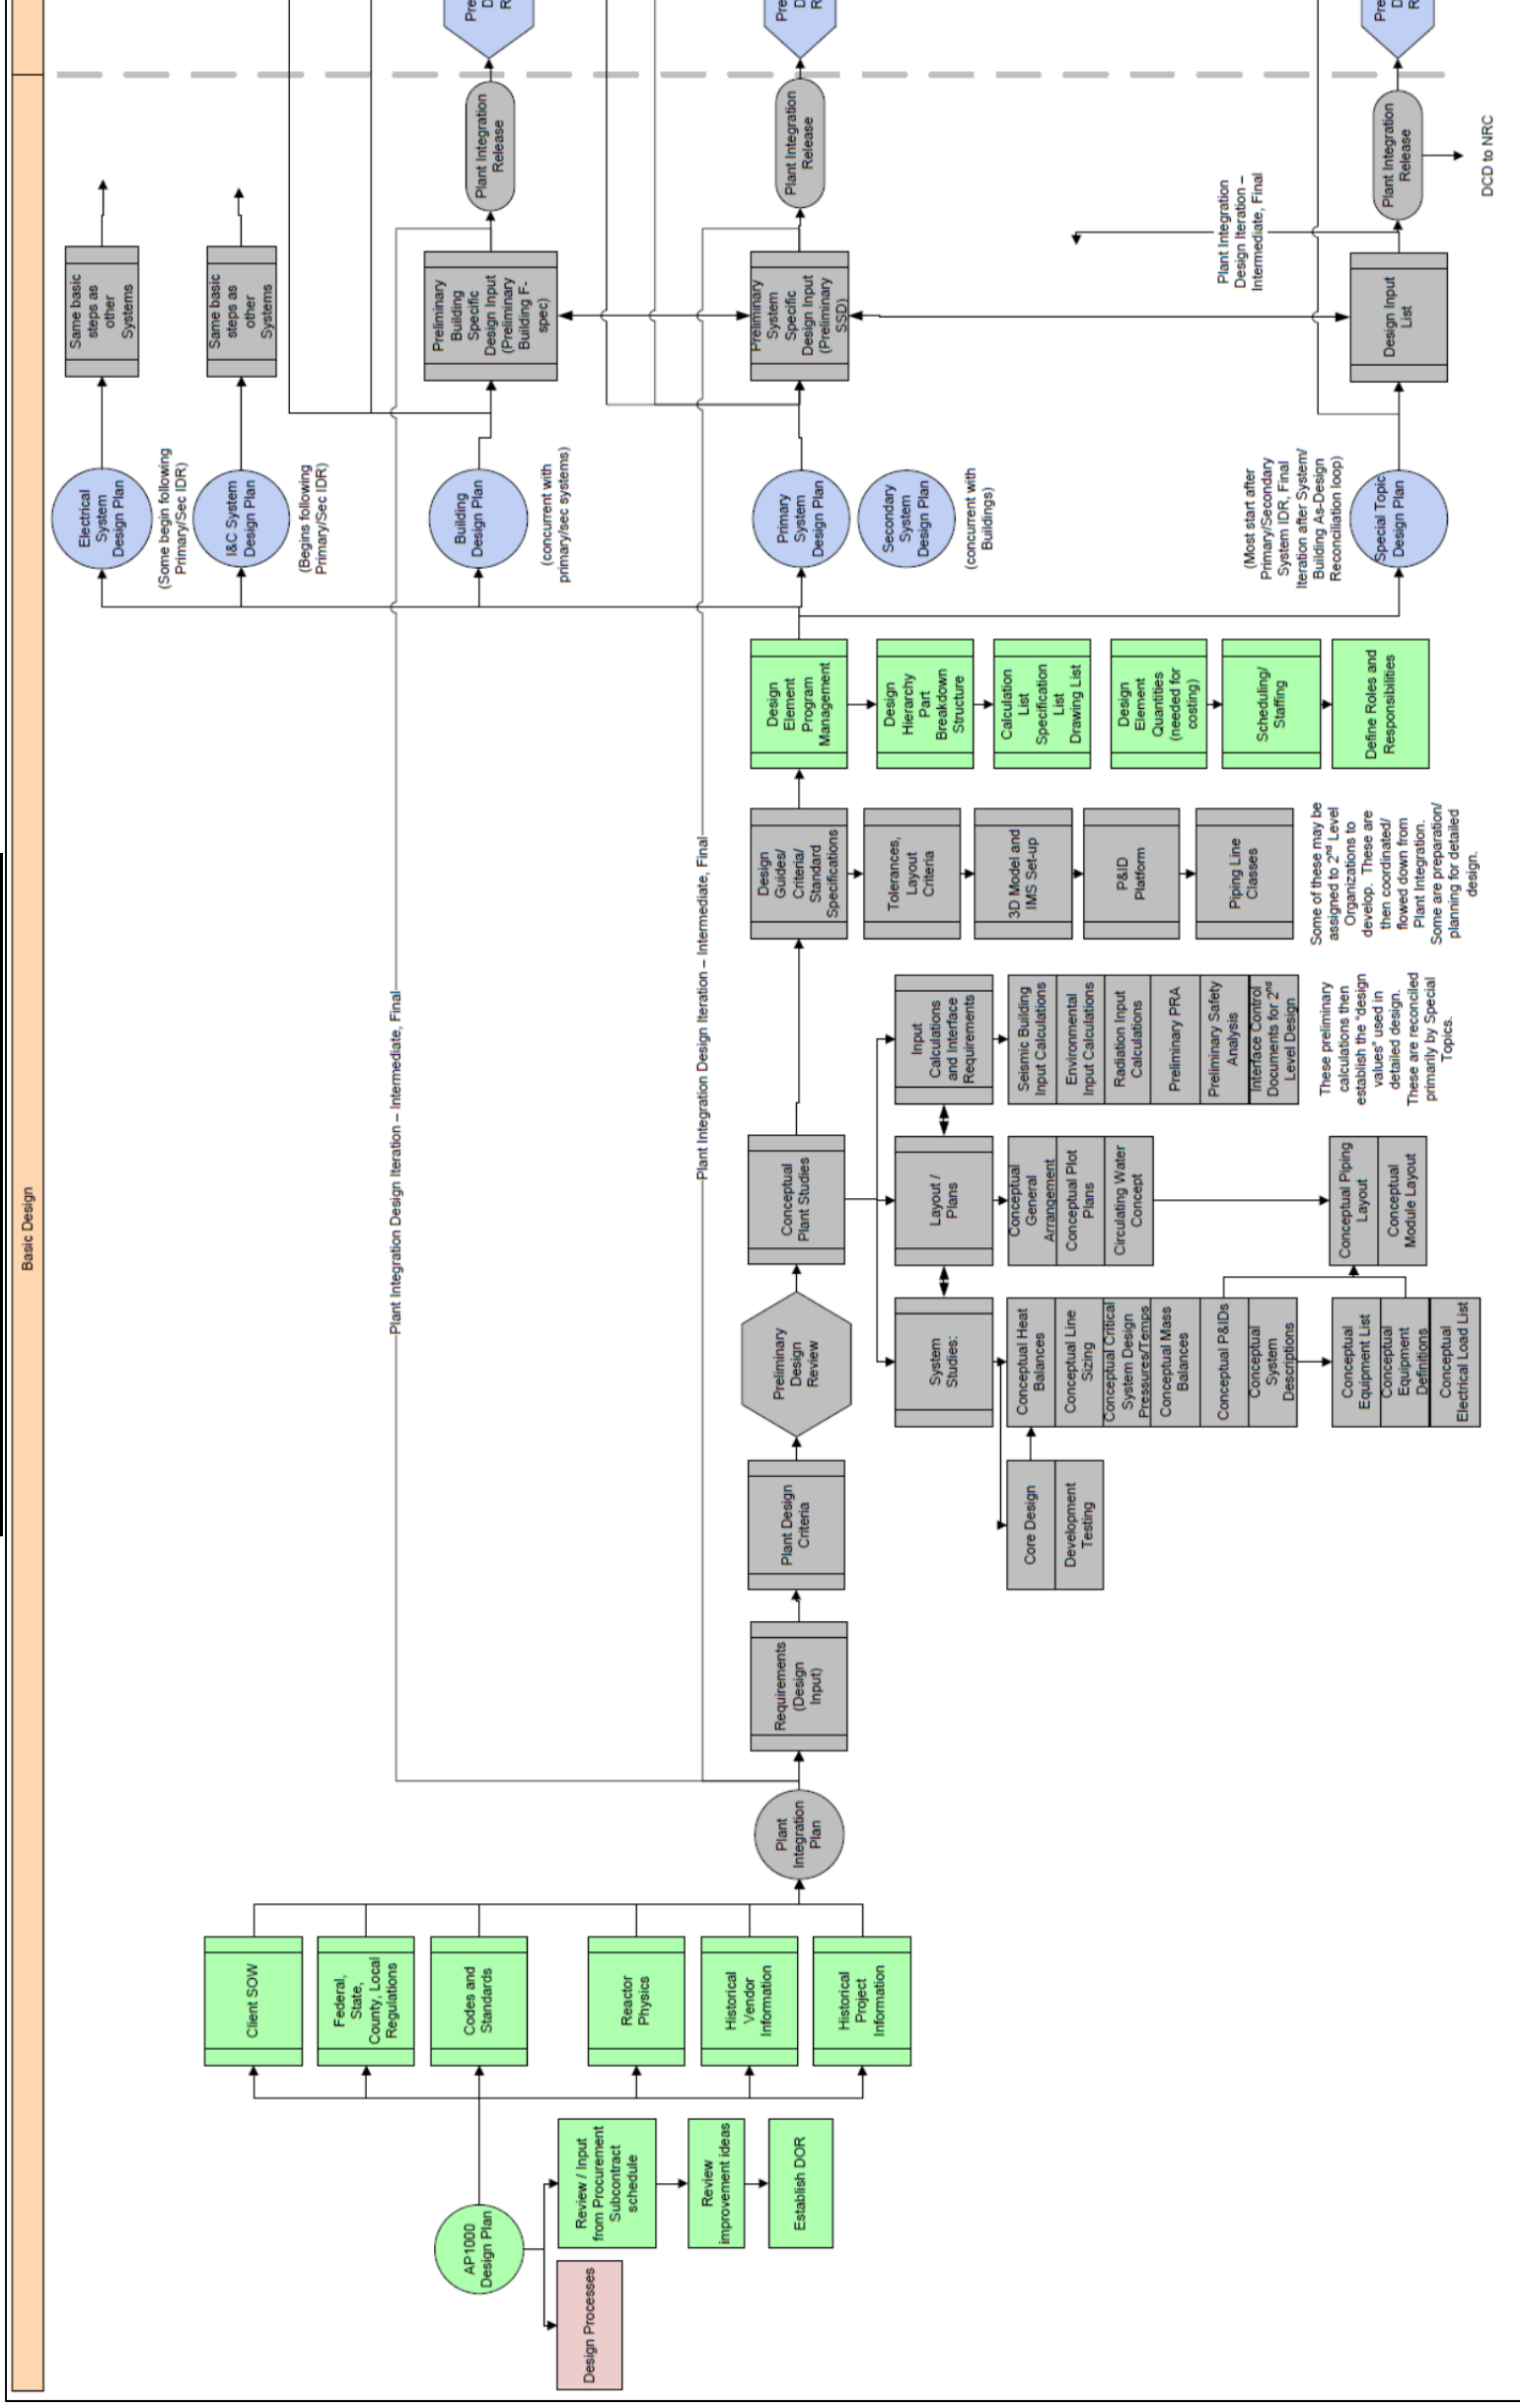 Basic Design
AP1000
Design Plan
Design Processes
Review / Input
from Procurement
Subcontract
schedule
Review
improvement ideas
Establish DOR
Client SOW
Federal,
State,
County, Local
Regulations
Codes and
Standards
Reactor
Physics
Historical
Vendor
Information
Historical
Project
Information
Plant
Integration
Plan
Plant Integration Design Iteration – Intermediate, Final
Plant Integration Design Iteration – Intermediate, Final
Requirements
(Design
Input)
Plant Design
Criteria
Preliminary
Design
Review
Conceptual
Plant Studies
System
Studies:
Core Design
Development
Testing
Conceptual Heat
Balances
Conceptual Line
Sizing
Conceptual Critical
System Design
Pressures/Temps
Conceptual Mass
Balances
Conceptual P&IDs
Conceptual
System
Descriptions
Conceptual
Equipment List
Conceptual
Equipment
Definitions
Conceptual
Electrical Load List
Layout /
Plans
Conceptual
General
Arrangement
Conceptual Plot
Plans
Circulating Water
Concept
Conceptual Piping
Layout
Conceptual
Module Layout
Input
Calculations
and Interface
Requirements
Seismic Building
Input Calculations
Environmental
Input Calculations
Radiation Input
Calculations
Preliminary PRA
Preliminary Safety
Analysis
Interface Control
Documents for 2nd
Level Design
These preliminary
calculations then
establish the “design
values” used in
detailed design.
These are reconciled
primarily by Special
Topics.
Design
Guides/
Criteria/
Standard
Specifications
Tolerances,
Layout
Criteria
3D Model and
IMS Set-up
P&ID
Platform
Piping Line
Classes
Some of these may be
assigned to 2nd Level
Organizations to
develop. These are
then coordinated/
flowed down from
Plant Integration.
Some are preparation/
planning for detailed
design.
Design
Element
Program
Management
Design
Hierarchy
Part
Breakdown
Structure
Calculation
List
Specification
List
Drawing List
Design
Element
Quantities
(needed for
costing)
Scheduling/
Staffing
Define Roles and
Responsibilities
Electrical
System
Design Plan
(Some begin following
Primary/Sec IDR)
I&C System
Design Plan
(Begins following
Primary/Sec IDR)
Building
Design Plan
(concurrent with
primary/sec systems)
Primary
System
Design Plan
Secondary
System
Design Plan
(concurrent with
Buildings)
(Most start after
Primary/Secondary
System IDR, Final
Iteration after System/
Building As-Design
Reconciliation loop)
Special Topic
Design Plan
Same basic
steps as
other
Systems
Same basic
steps as
other
Systems
Preliminary
Building
Specific
Design Input
(Preliminary
Building F-
spec)
Preliminary
System
Specific
Design Input
(Preliminary
SSD)
Design Input
List
Plant Integration
Design Iteration –
Intermediate, Final
Plant Integration
Release
Plant Integration
Release
Plant Integration
Release
DCD to NRC
Pre
D
R
Pre
D
R
Pre
D
R